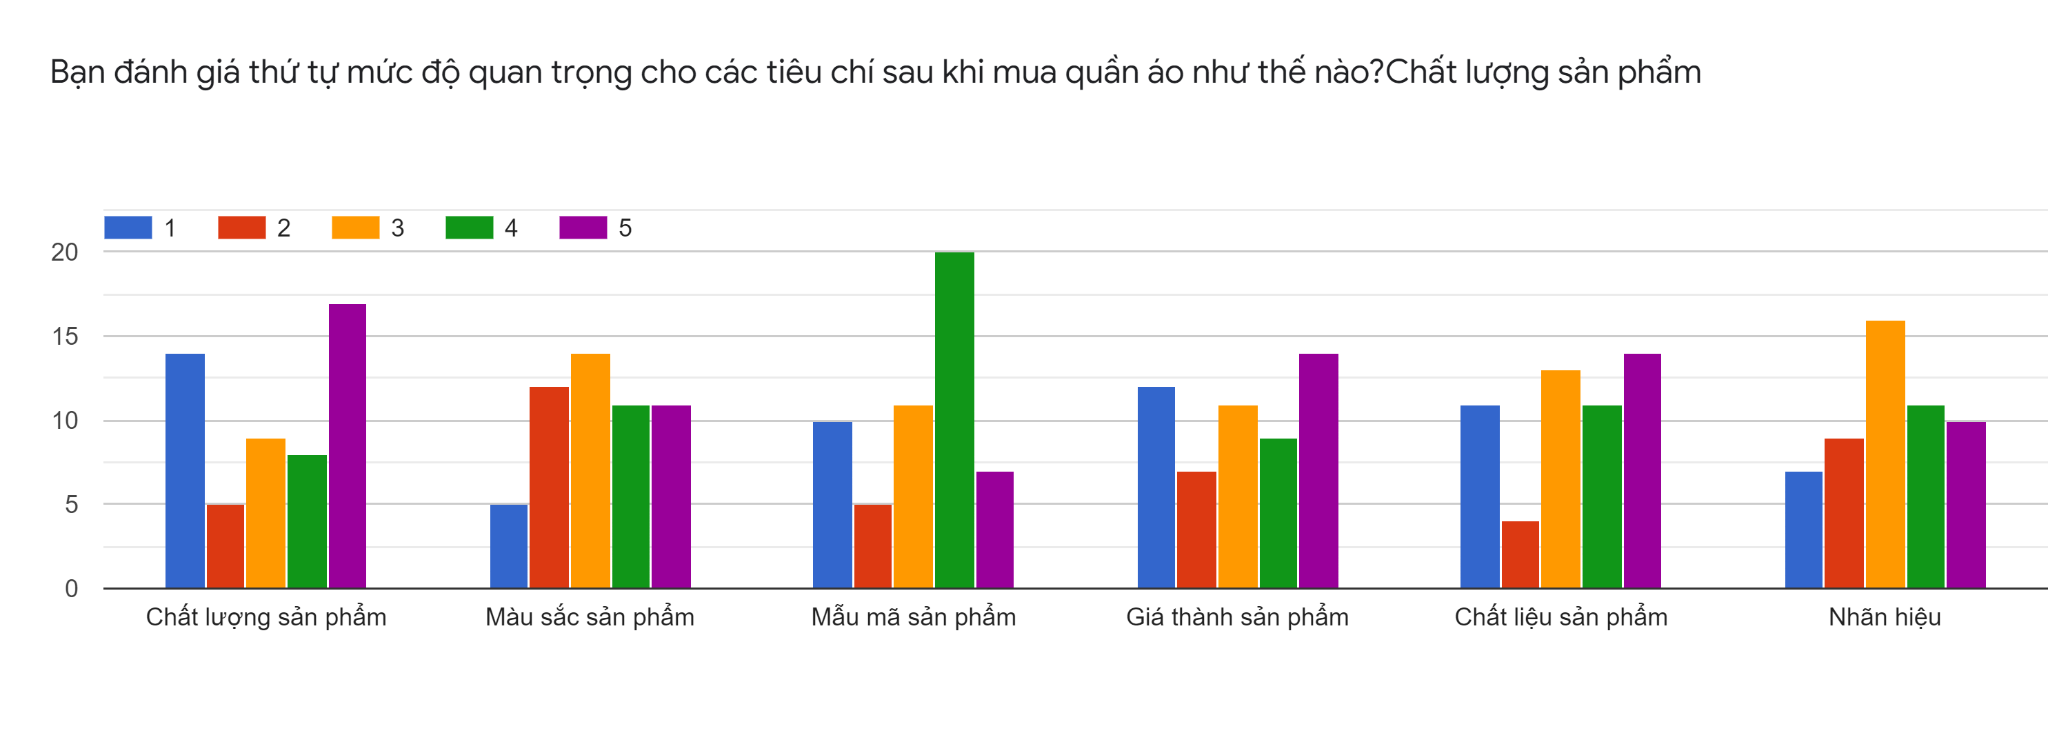 Bạn đánh giá thứ tự mức độ quan trọng cho các tiêu chí sau khi mua quần áo như thế nào?Chất lượng sản phẩm
1 2 3 4 5
20
15
10
5
0
Chất lượng sản phẩm Màu sắc sản phẩm Mẫu mã sản phẩm Giá thành sản phẩm Chất liệu sản phẩm Nhãn hiệu